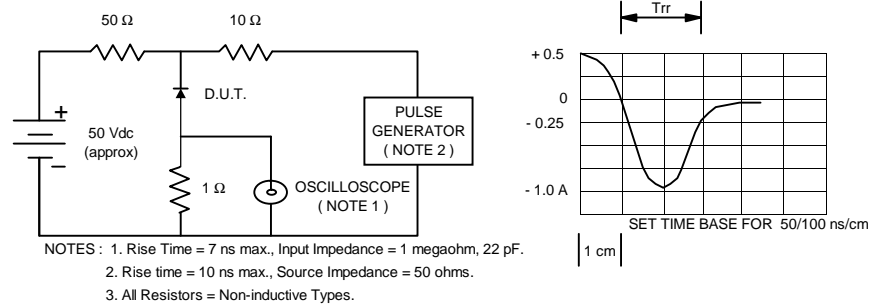 50 Ω
10 Ω
D.U.T.
+
50 Vdc
(approx)
−
1 Ω
OSCILLOSCOPE
( NOTE 1 )
PULSE
GENERATOR
( NOTE 2 )
Trr
+ 0.5
0
- 0.25
- 1.0 A
SET TIME BASE FOR 50/100 ns/cm
1 cm
NOTES : 1. Rise Time = 7 ns max., Input Impedance = 1 megaohm, 22 pF.
2. Rise time = 10 ns max., Source Impedance = 50 ohms.
3. All Resistors = Non-inductive Types.